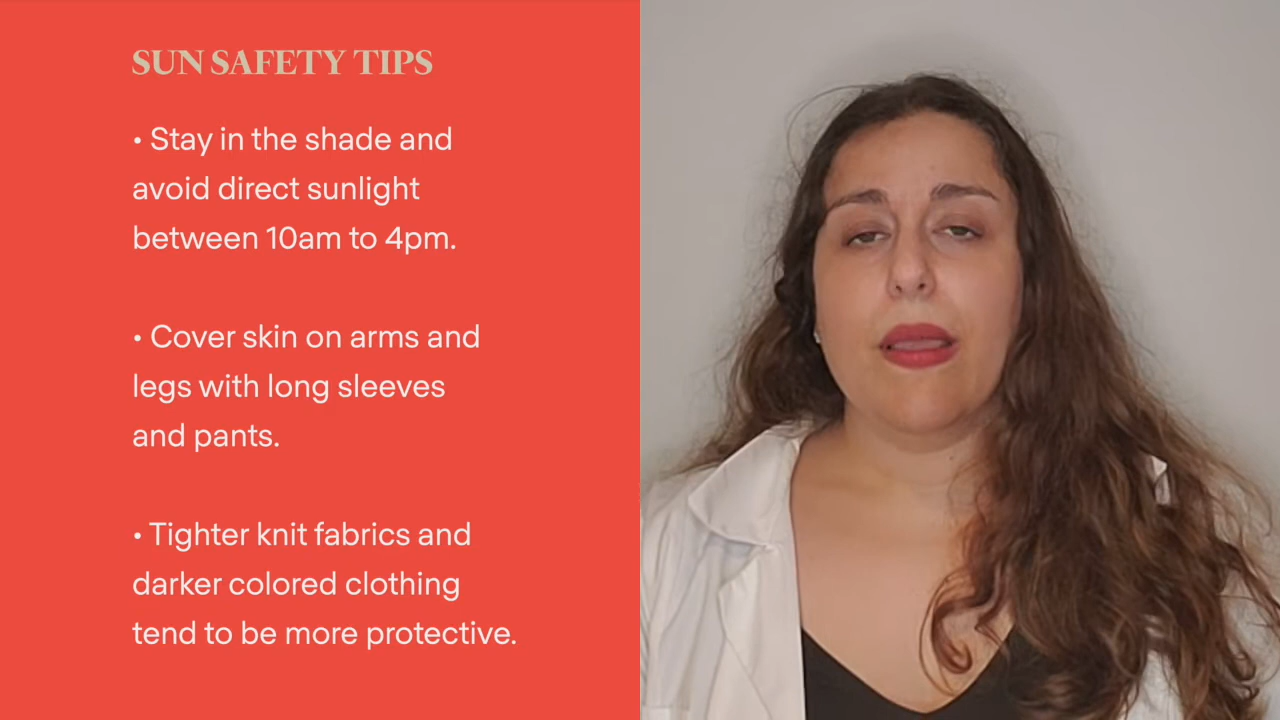 SUN SAFETY TIPS
• Stay in the shade and
avoid direct sunlight
between 10am to 4pm.
• Cover skin on arms and
legs with long sleeves
and pants.
• Tighter knit fabrics and
darker colored clothing
tend to be more protective.